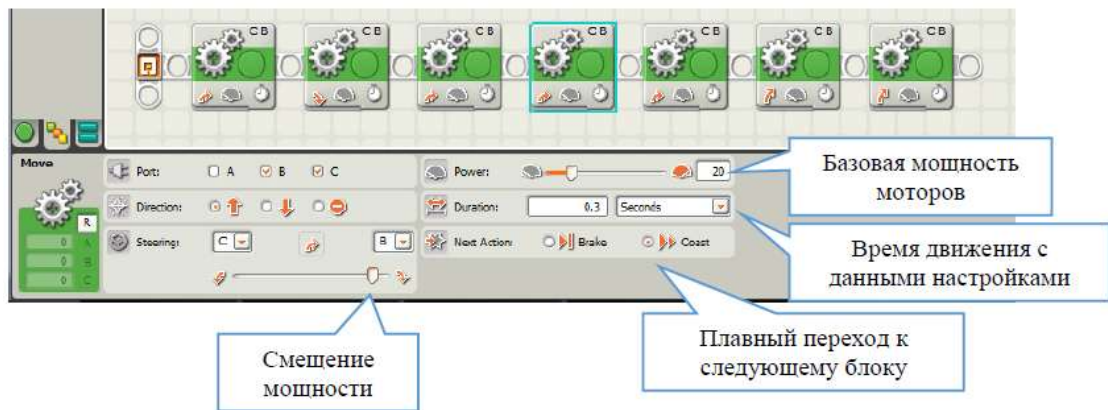 C B C B C B C B C B C B
Move
Port: A B C
Power: 20
Direction:
Duration: 0.3 Seconds
Steering: C B
Next Action: Brake Coast
R
0 A
0 B
0 C
Базовая мощность
моторов
Время движения с
данными настройками
Плавный переход к
следующему блоку
Смещение
мощности